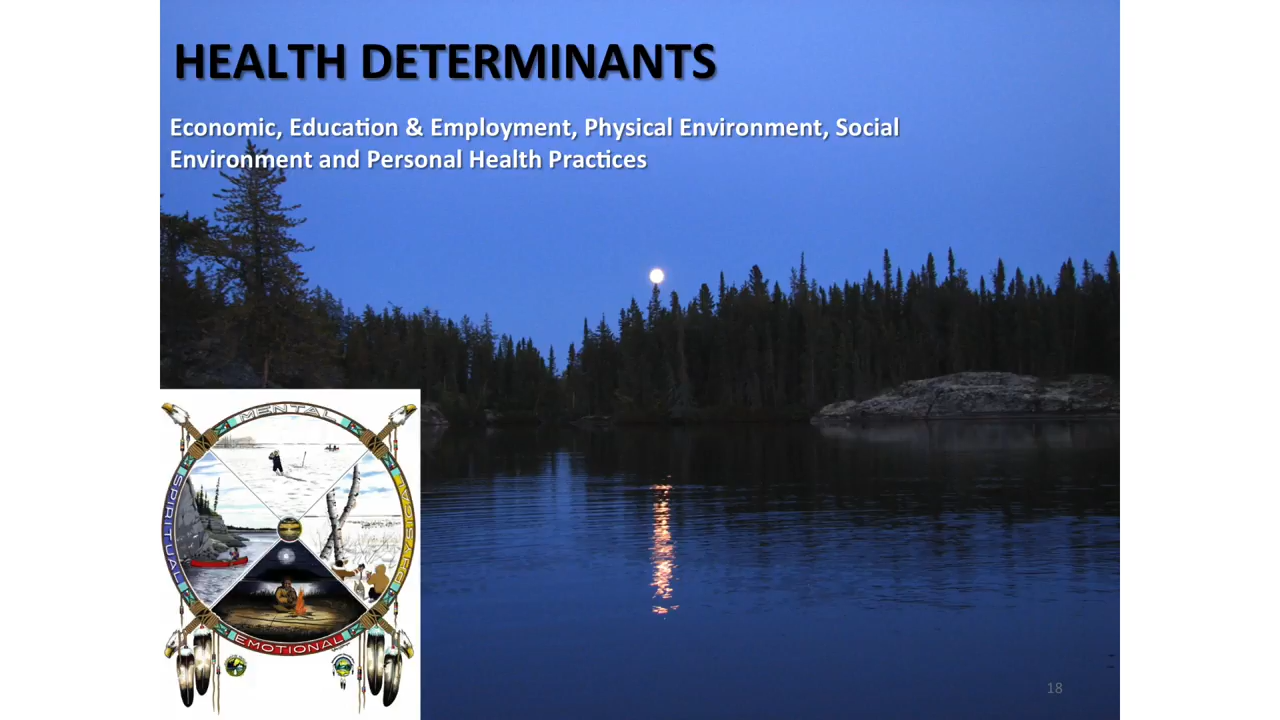 HEALTH DETERMINANTS
Economic, Education & Employment, Physical Environment, Social
Environment and Personal Health Practices
MENTAL
SPIRITUAL
PHYSICAL
EMOTIONAL
18